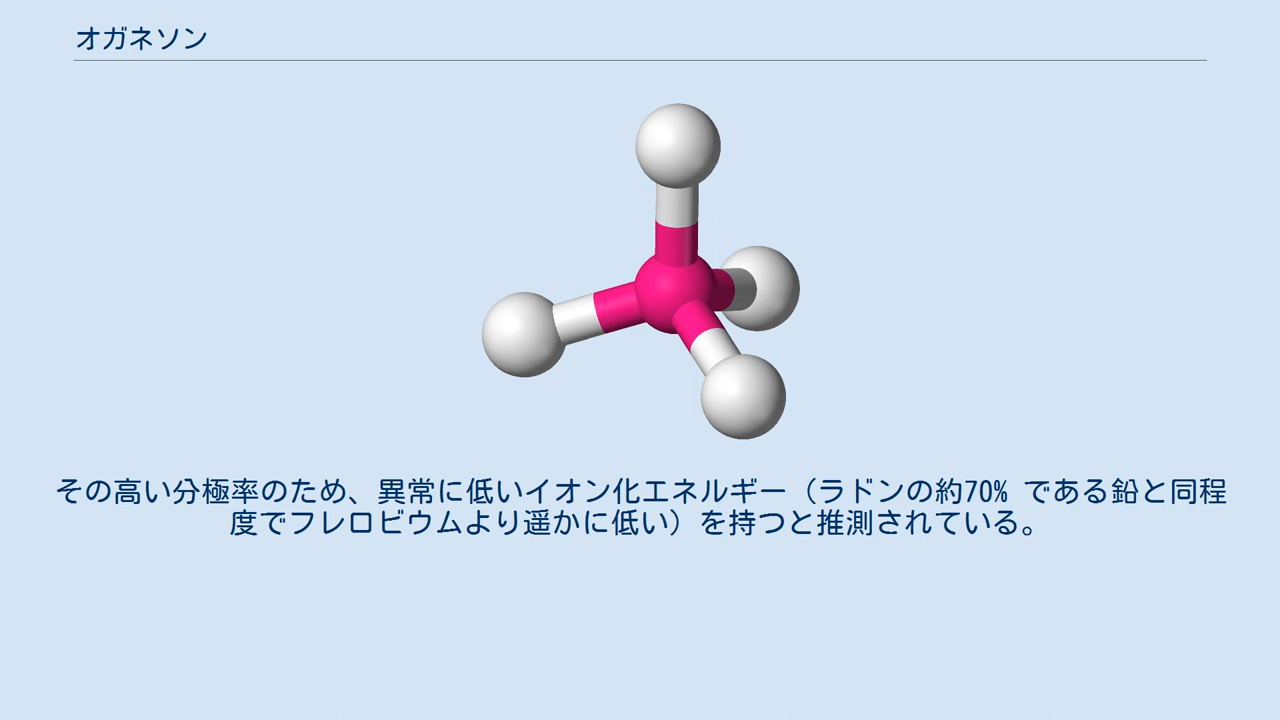 オガネソン
その高い分極率のため、異常に低いイオン化エネルギー（ラドンの約70% である鉛と同程
度でフレロビウムより遥かに低い）を持つと推測されている。